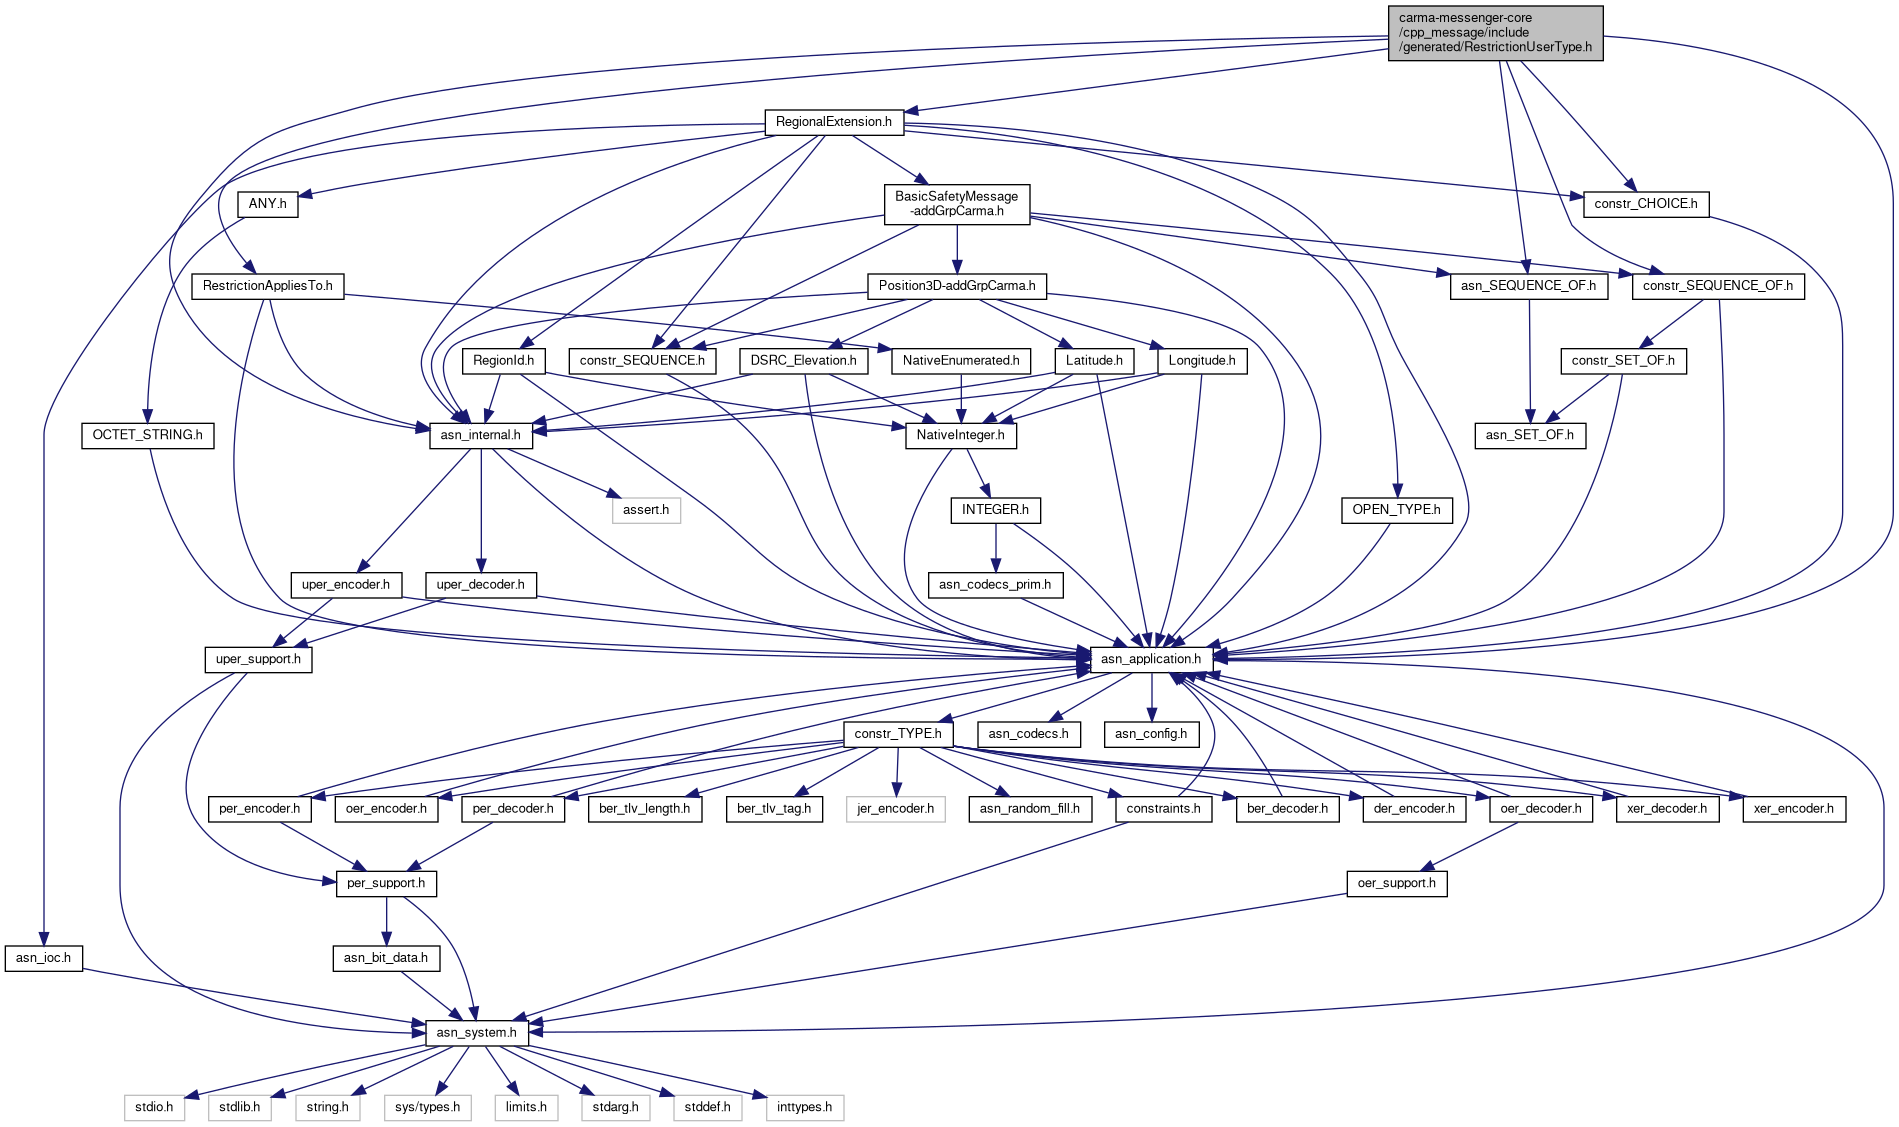 carma-messenger-core
/cpp_message/include
/generated/RestrictionUserType.h
RegionalExtension.h
ANY.h
BasicSafetyMessage
-addGrpCarma.h
constr_CHOICE.h
RestrictionAppliesTo.h
Position3D-addGrpCarma.h
asn_SEQUENCE_OF.h
constr_SEQUENCE_OF.h
RegionId.h
constr_SEQUENCE.h
DSRC_Elevation.h
NativeEnumerated.h
Latitude.h
Longitude.h
constr_SET_OF.h
OCTET_STRING.h
asn_internal.h
NativeInteger.h
asn_SET_OF.h
assert.h
INTEGER.h
OPEN_TYPE.h
uper_encoder.h
uper_decoder.h
asn_codecs_prim.h
uper_support.h
asn_application.h
constr_TYPE.h
asn_codecs.h
asn_config.h
per_encoder.h
oer_encoder.h
per_decoder.h
ber_tlv_length.h
ber_tlv_tag.h
jer_encoder.h
asn_random_fill.h
constraints.h
ber_decoder.h
der_encoder.h
oer_decoder.h
xer_decoder.h
xer_encoder.h
per_support.h
oer_support.h
asn_ioc.h
asn_bit_data.h
asn_system.h
stdio.h
stdlib.h
string.h
sys/types.h
limits.h
stdarg.h
stddef.h
inttypes.h